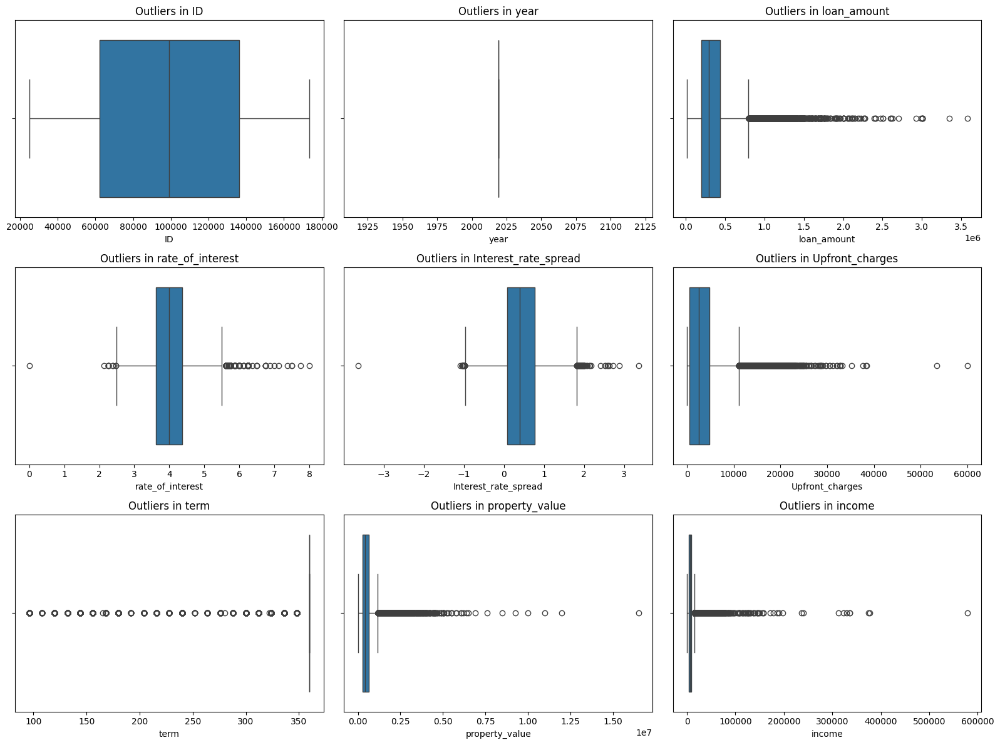 Outliers in ID Outliers in year Outliers in loan_amount
20000 40000 60000 80000 100000 120000 140000 160000 180000 1925 1950 1975 2000 2025 2050 2075 2100 2125 0.0 0.5 1.0 1.5 2.0 2.5 3.0 3.5
1e6
ID year loan_amount
Outliers in rate_of_interest Outliers in Interest_rate_spread Outliers in Upfront_charges
0 1 2 3 4 5 6 7 8 −3 −2 −1 0 1 2 3 0 10000 20000 30000 40000 50000 60000
rate_of_interest Interest_rate_spread Upfront_charges
Outliers in term Outliers in property_value Outliers in income
100 150 200 250 300 350 0.00 0.25 0.50 0.75 1.00 1.25 1.50 0 100000 200000 300000 400000 500000 600000
1e7
term property_value income